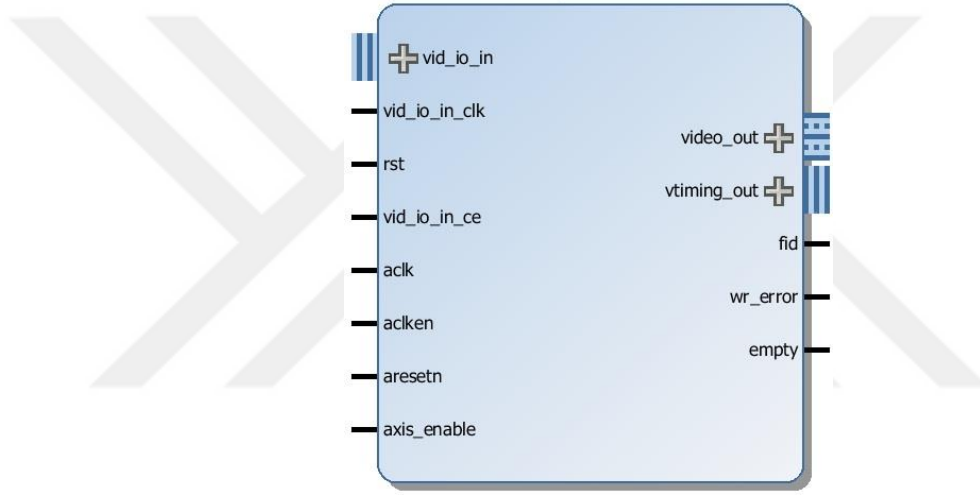 vid_io_in
vid_io_in_clk
rst
vid_io_in_ce
aclk
aclken
aresetn
axis_enable
video_out
vtiming_out
fid
wr_error
empty